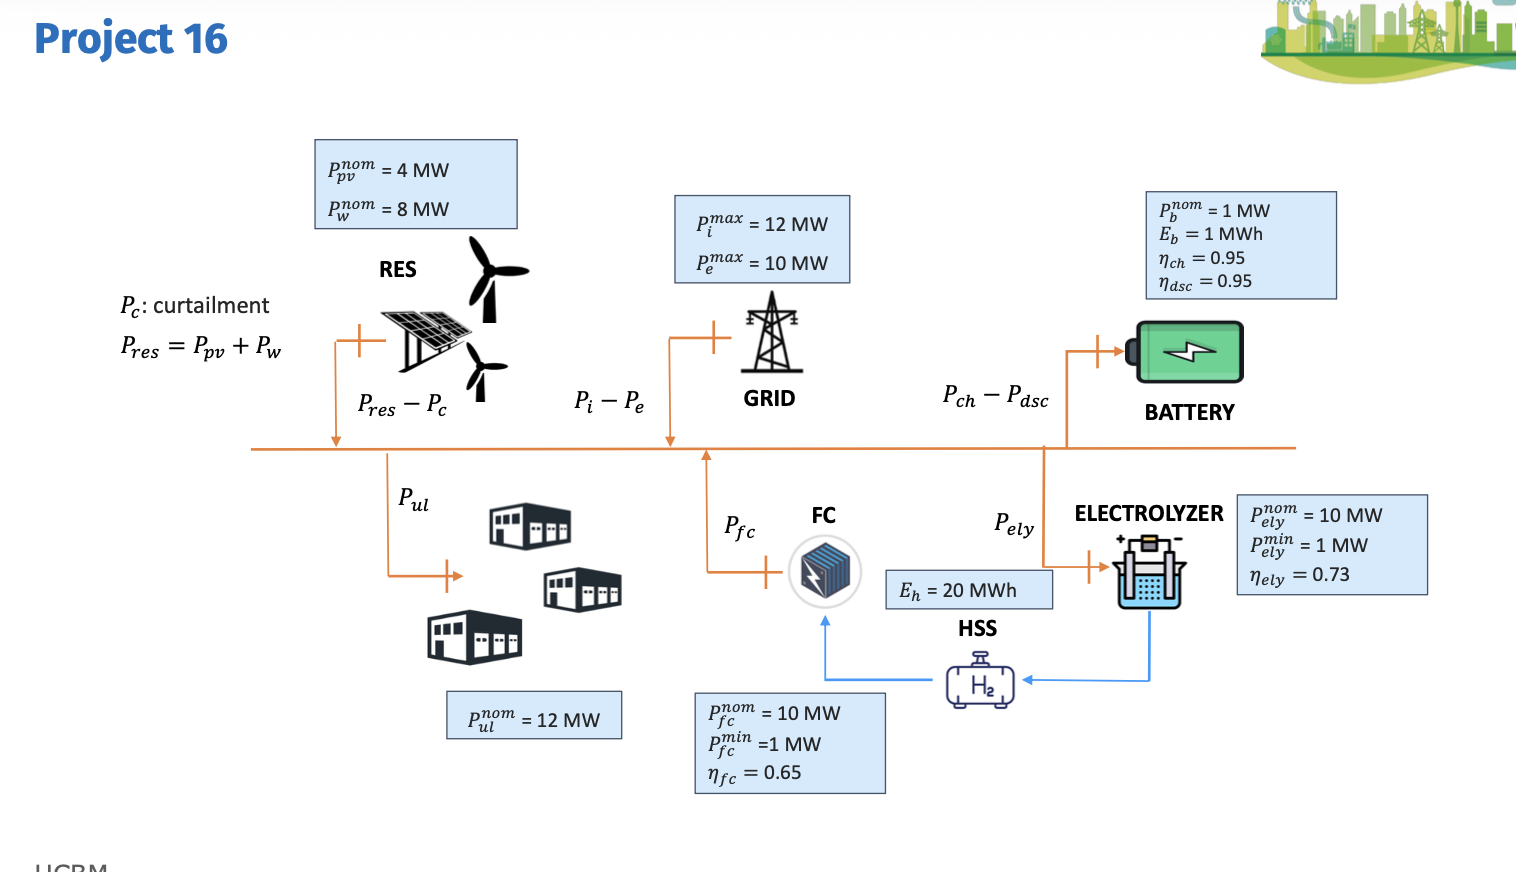 Project 16
P_pv^nom = 4 MW
P_w^nom = 8 MW
P_i^max = 12 MW
P_e^max = 10 MW
P_b^nom = 1 MW
E_b = 1 MWh
η_ch = 0.95
η_dsc = 0.95
RES
P_c: curtailment
P_res = P_pv + P_w
P_res − P_c
P_i − P_e
GRID
P_ch − P_dsc
BATTERY
P_ul
P_fc
FC
P_ely
ELECTROLYZER
P_ely^nom = 10 MW
P_ely^min = 1 MW
η_ely = 0.73
E_h = 20 MWh
HSS
H₂
P_ul^nom = 12 MW
P_fc^nom = 10 MW
P_fc^min =1 MW
η_fc = 0.65